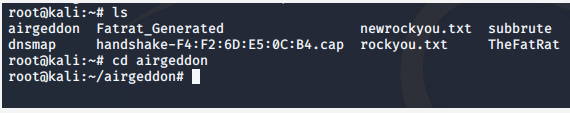 root@kali:~# ls
airgeddon Fatrat_Generated newrockyou.txt subbrute
dnsmap handshake-F4:F2:6D:E5:0C:B4.cap rockyou.txt TheFatRat
root@kali:~# cd airgeddon
root@kali:~/airgeddon#